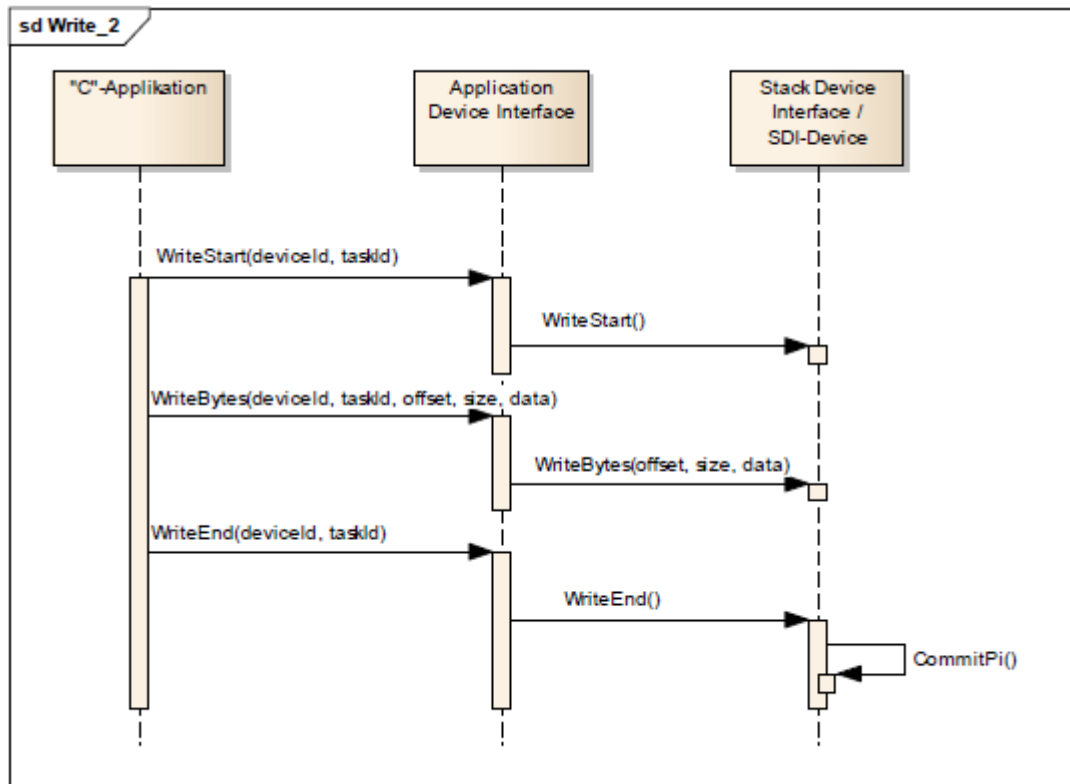 sd Write_2
"C"-Applikation
Application
Device Interface
Stack Device
Interface /
SDI-Device
WriteStart(deviceId, taskId)
WriteStart()
WriteBytes(deviceId, taskId, offset, size, data)
WriteBytes(offset, size, data)
WriteEnd(deviceId, taskId)
WriteEnd()
CommitPi()